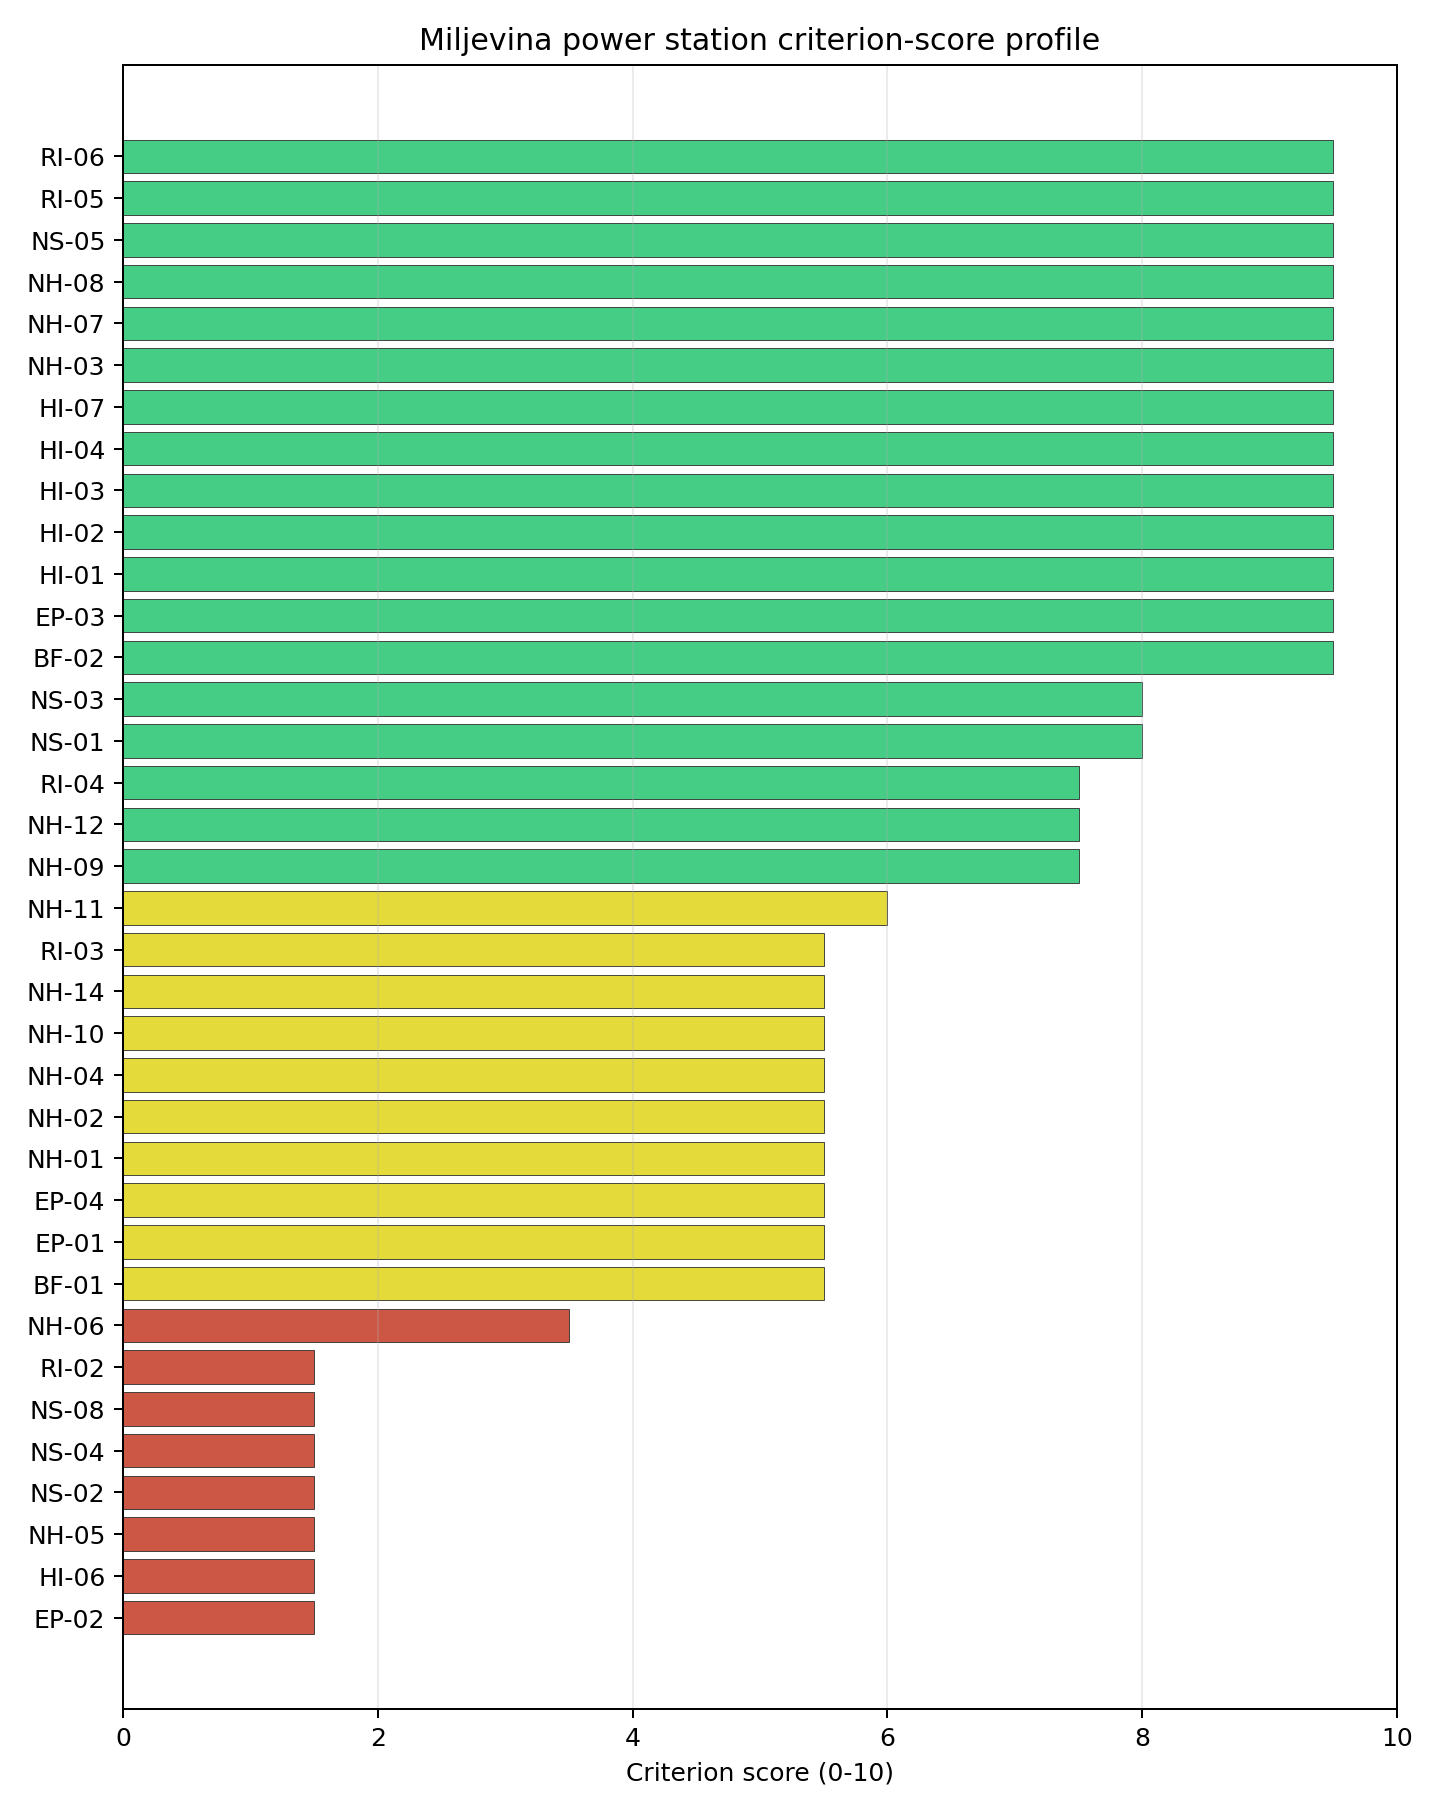 Miljevina power station criterion-score profile
RI-06
RI-05
NS-05
NH-08
NH-07
NH-03
HI-07
HI-04
HI-03
HI-02
HI-01
EP-03
BF-02
NS-03
NS-01
RI-04
NH-12
NH-09
NH-11
RI-03
NH-14
NH-10
NH-04
NH-02
NH-01
EP-04
EP-01
BF-01
NH-06
RI-02
NS-08
NS-04
NS-02
NH-05
HI-06
EP-02
0 2 4 6 8 10
Criterion score (0-10)